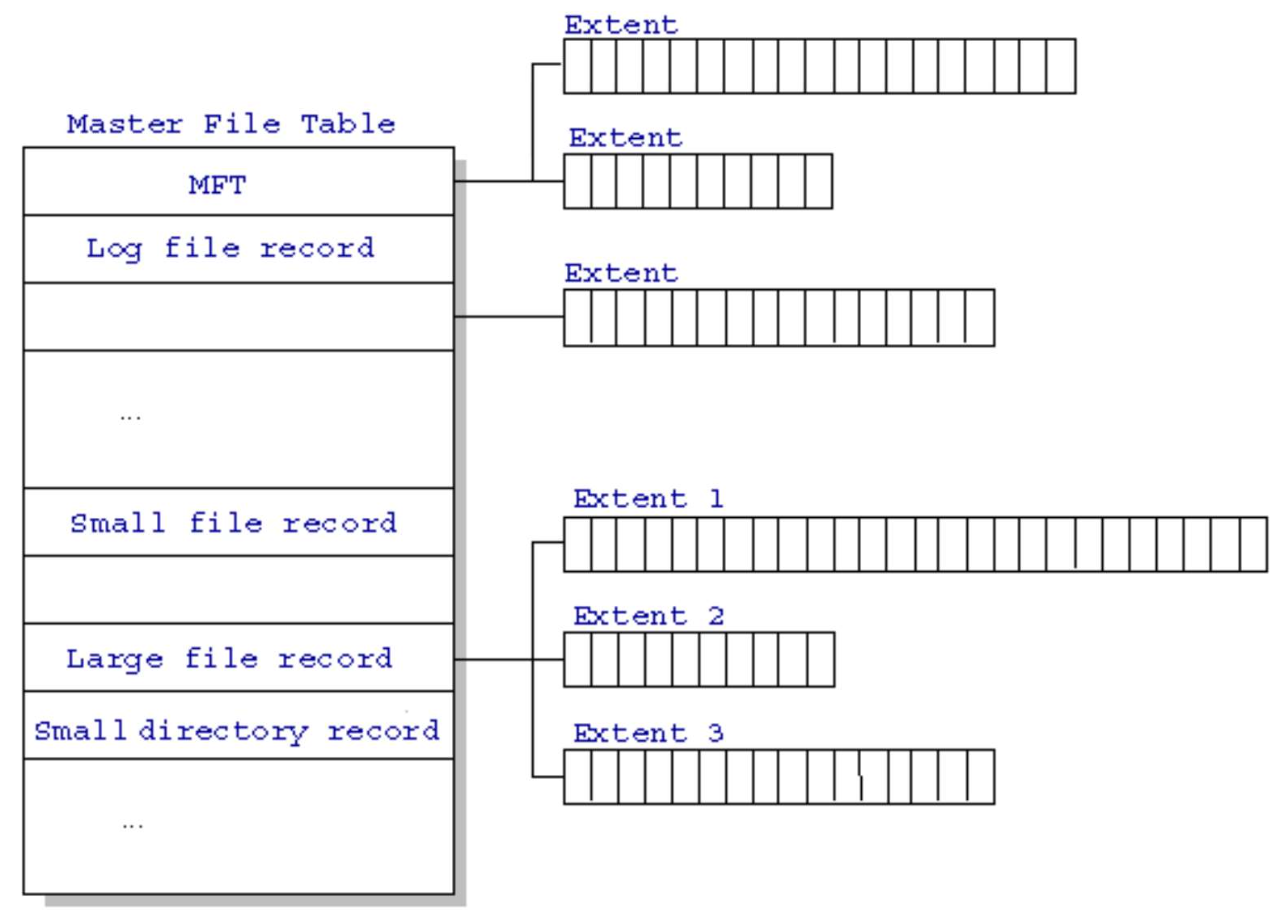 Extent
Master File Table
Extent
MFT
Log file record
Extent
...
Small file record
Extent 1
Extent 2
Large file record
Small directory record
Extent 3
...